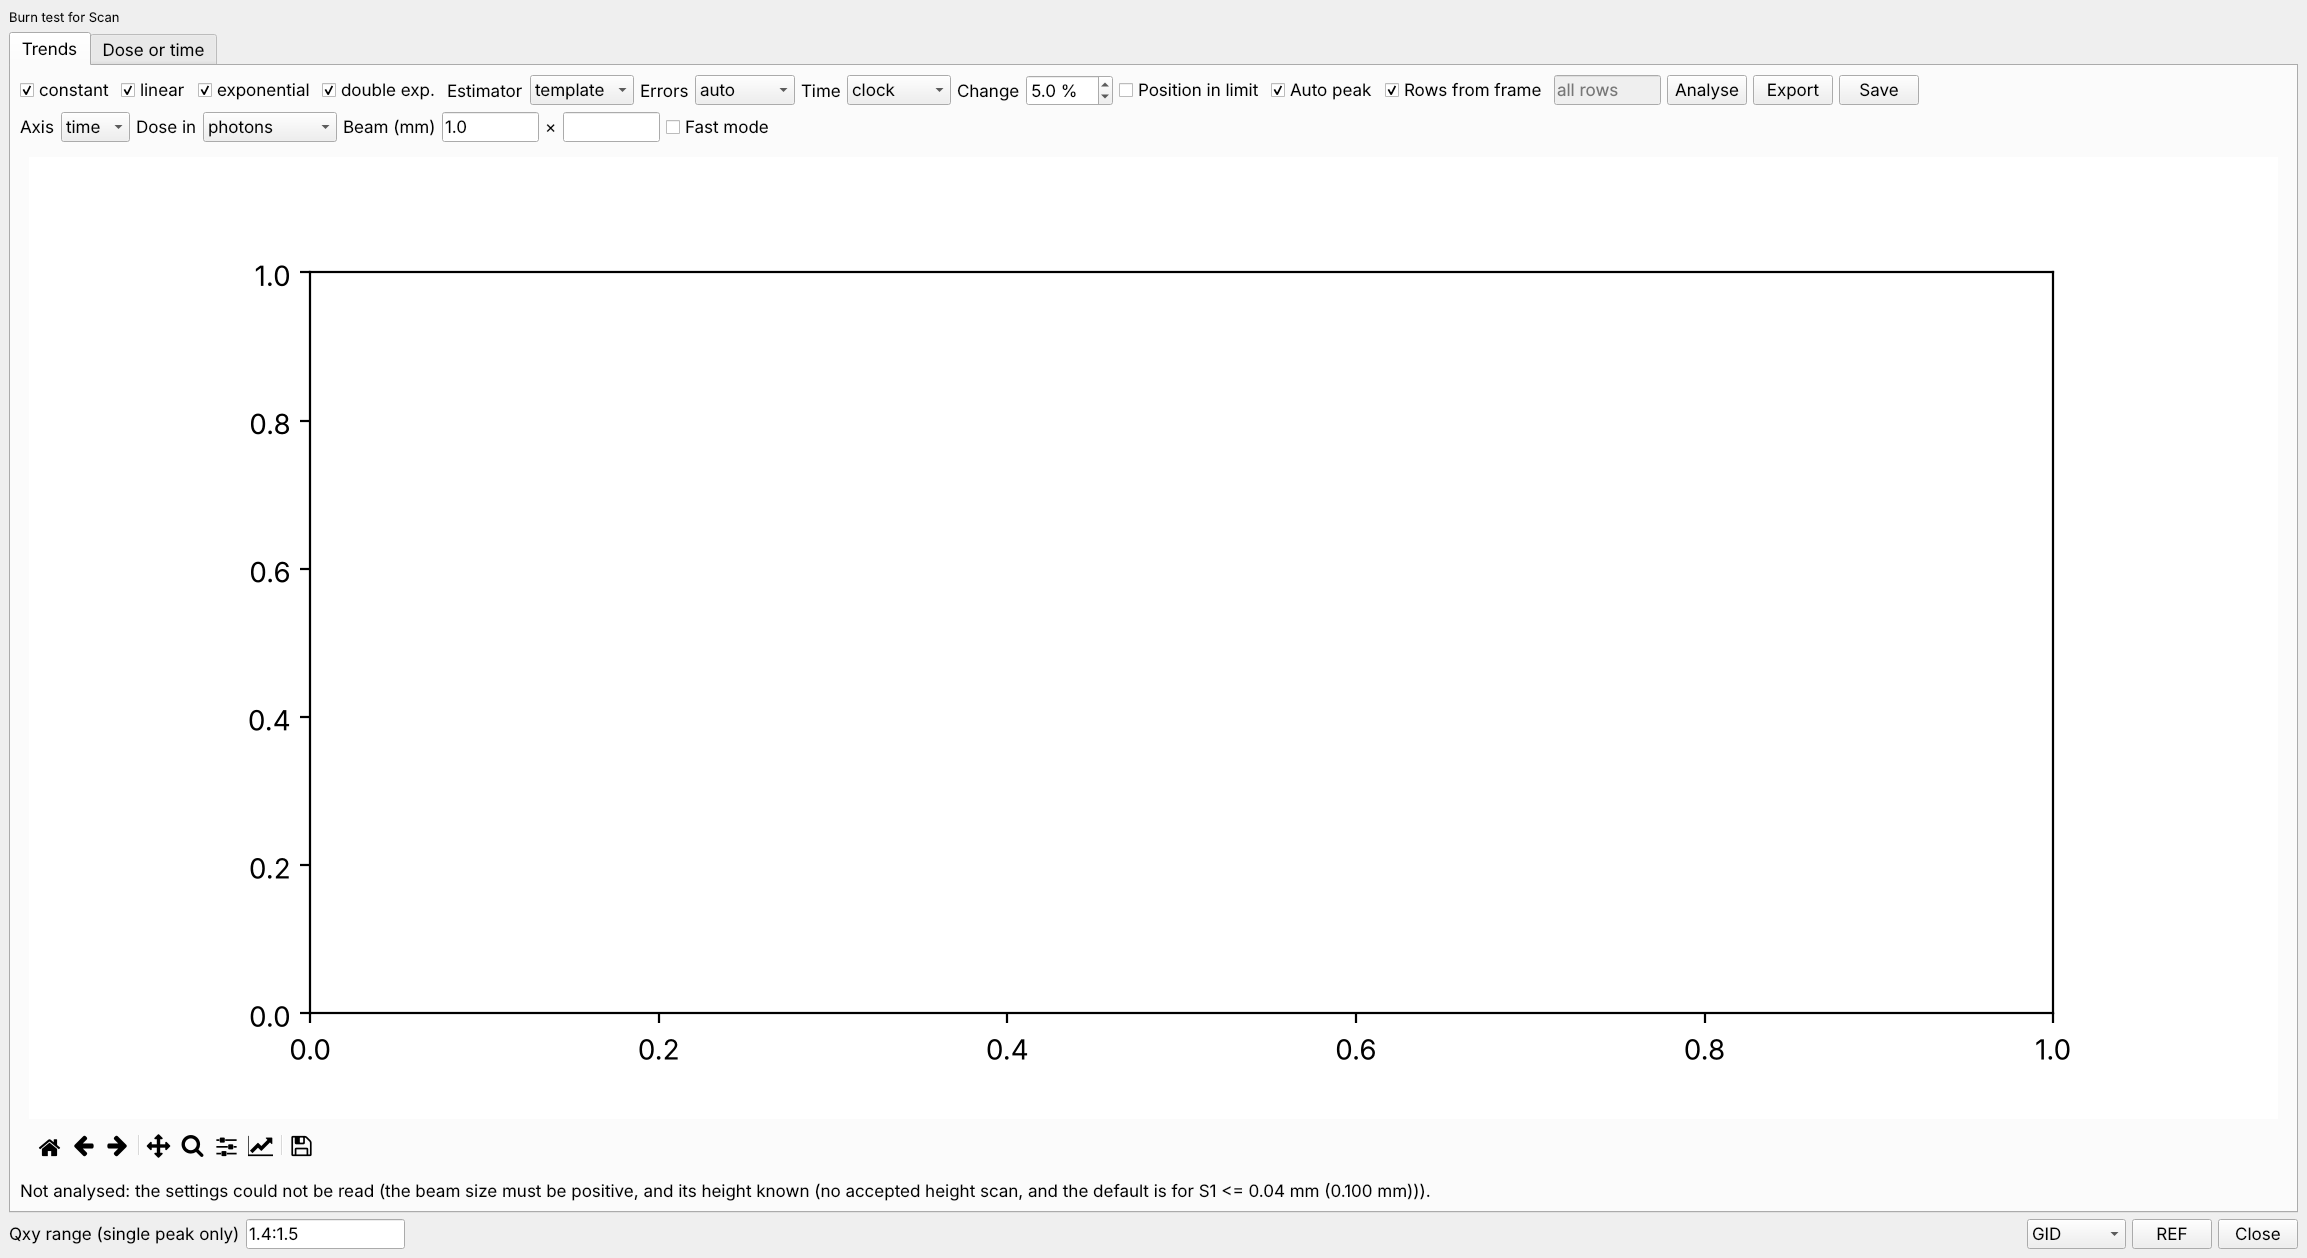 Burn test for Scan
Trends Dose or time
constant linear exponential double exp. Estimator template Errors auto Time clock Change 5.0 % Position in limit Auto peak Rows from frame all rows Analyse Export Save
Axis time Dose in photons Beam (mm) 1.0 × Fast mode
1.0
0.8
0.6
0.4
0.2
0.0
0.0 0.2 0.4 0.6 0.8 1.0
Not analysed: the settings could not be read (the beam size must be positive, and its height known (no accepted height scan, and the default is for S1 <= 0.04 mm (0.100 mm))).
Qxy range (single peak only) 1.4:1.5 GID REF Close